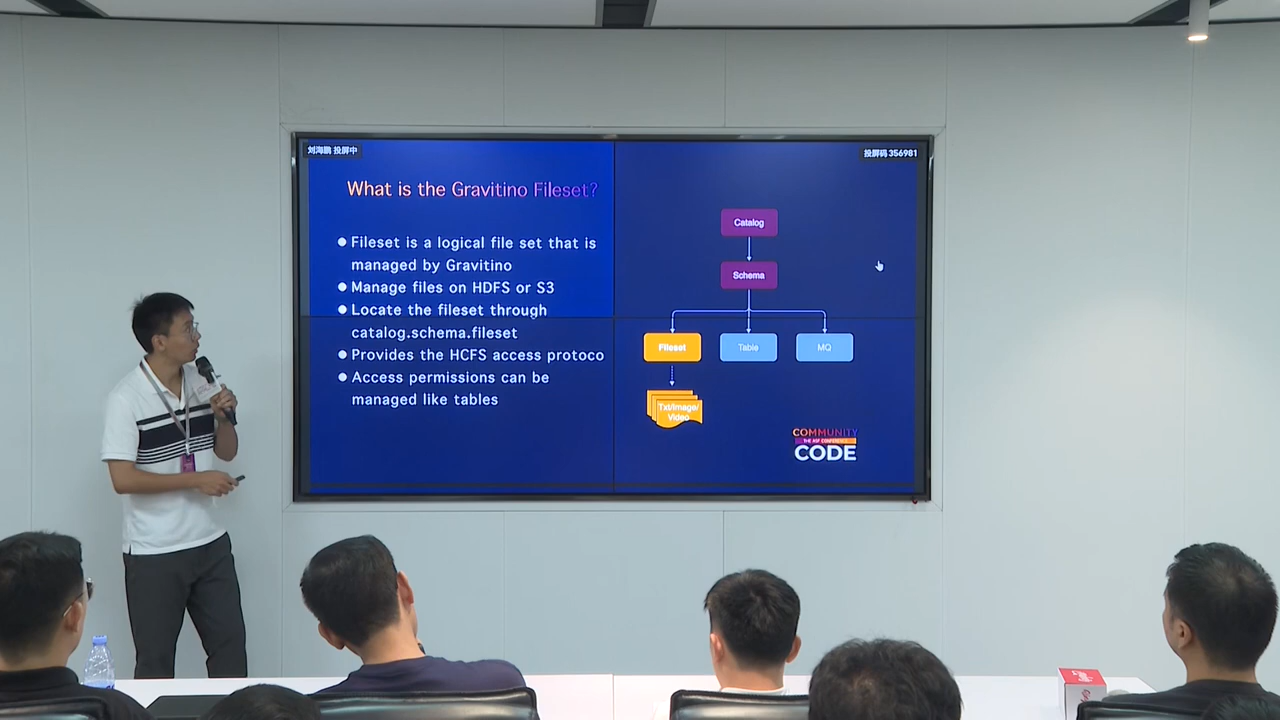 刘海鹏 投屏中
投屏码 356981
What is the Gravitino Fileset?
● Fileset is a logical file set that is
managed by Gravitino
● Manage files on HDFS or S3
● Locate the fileset through
catalog.schema.fileset
● Provides the HCFS access protoco
● Access permissions can be
managed like tables
Catalog
Schema
Fileset
Table
MQ
Txt/Image/
Video
COMMUNITY
THE ASF CONFERENCE
CODE